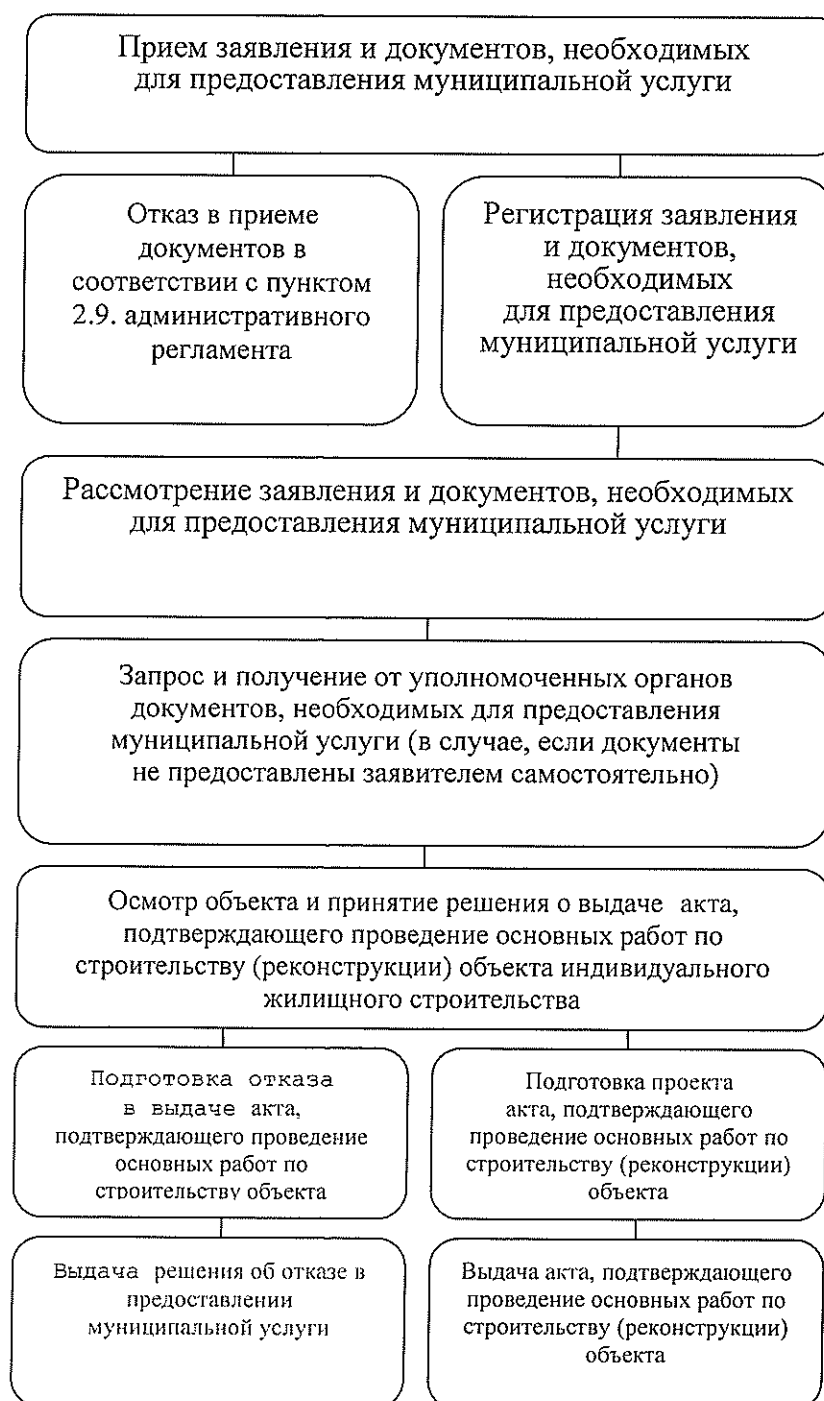 Прием заявления и документов, необходимых
для предоставления муниципальной услуги
Отказ в приеме
документов в
соответствии с пунктом
2.9. административного
регламента
Регистрация заявления
и документов,
необходимых
для предоставления
муниципальной услуги
Рассмотрение заявления и документов, необходимых
для предоставления муниципальной услуги
Запрос и получение от уполномоченных органов
документов, необходимых для предоставления
муниципальной услуги (в случае, если документы
не предоставлены заявителем самостоятельно)
Осмотр объекта и принятие решения о выдаче акта,
подтверждающего проведение основных работ по
строительству (реконструкции) объекта индивидуального
жилищного строительства
Подготовка отказа
в выдаче акта,
подтверждающего проведение
основных работ по
строительству объекта
Подготовка проекта
акта, подтверждающего
проведение основных работ по
строительству (реконструкции)
объекта
Выдача решения об отказе в
предоставлении
муниципальной услуги
Выдача акта, подтверждающего
проведение основных работ по
строительству (реконструкции)
объекта